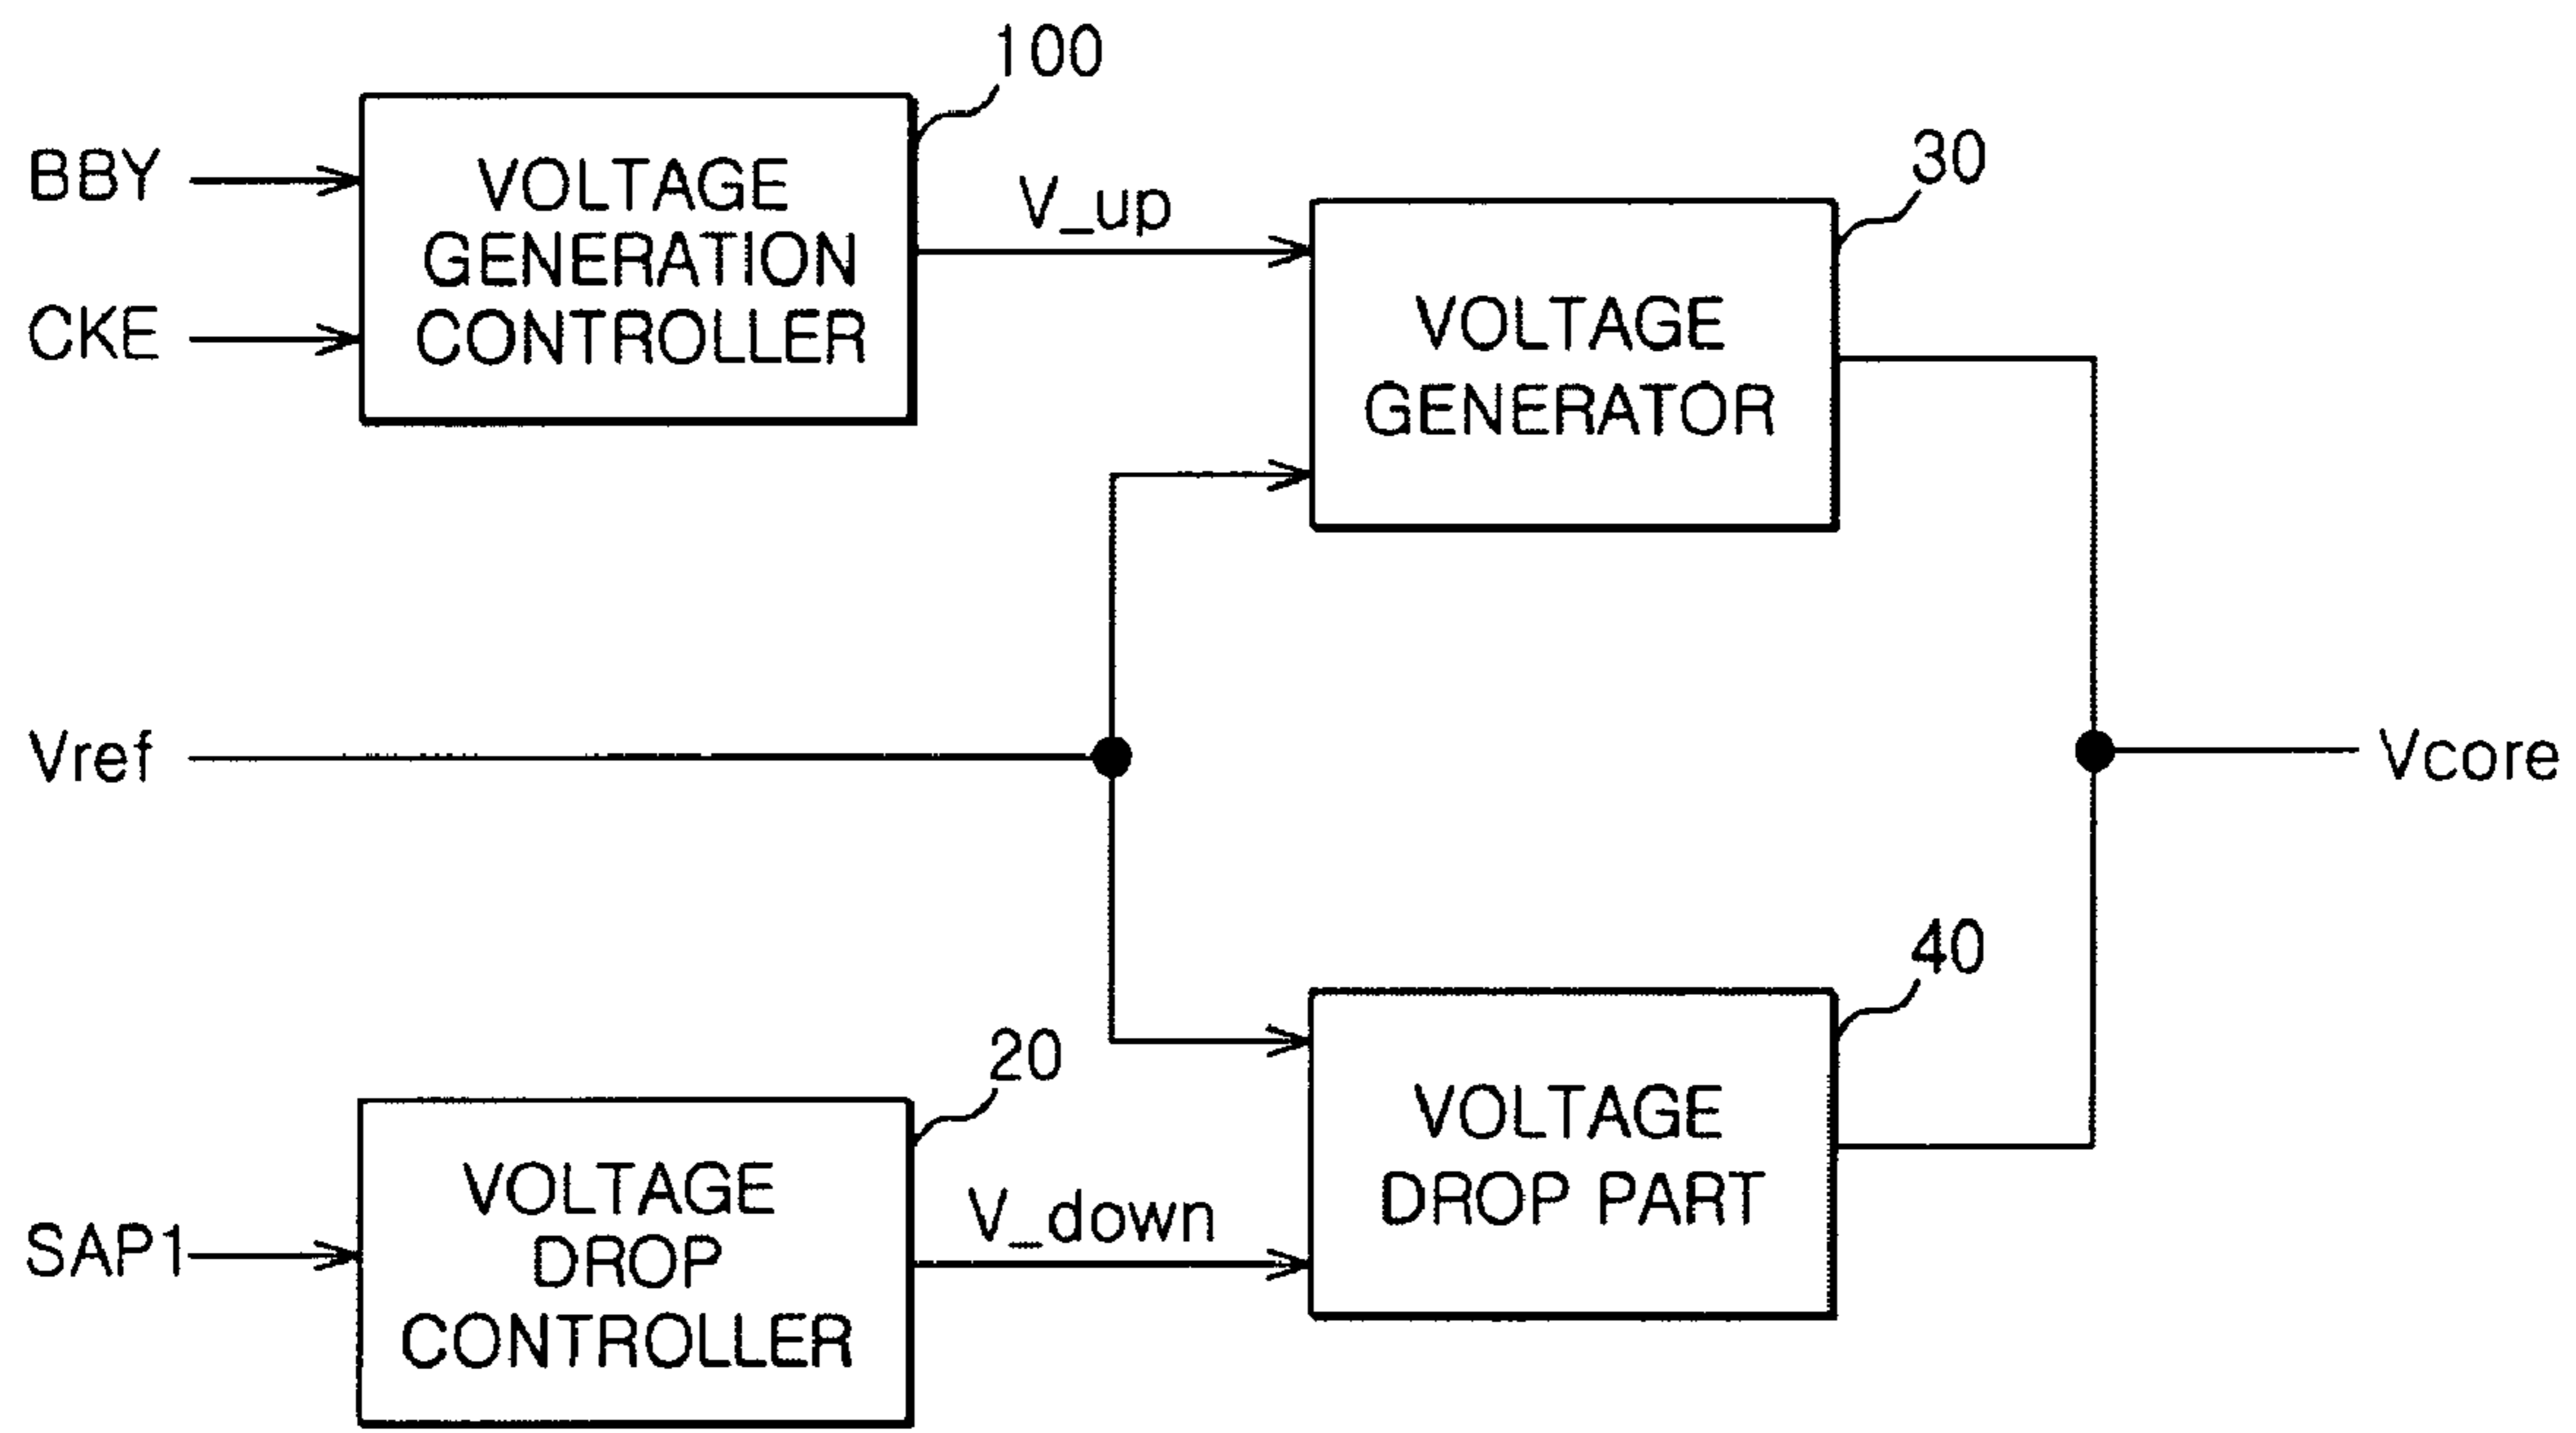 100
BBY
VOLTAGE
GENERATION
CONTROLLER
CKE
V_up
30
VOLTAGE
GENERATOR
Vref
Vcore
40
VOLTAGE
DROP PART
20
VOLTAGE
DROP
CONTROLLER
SAP1
V_down